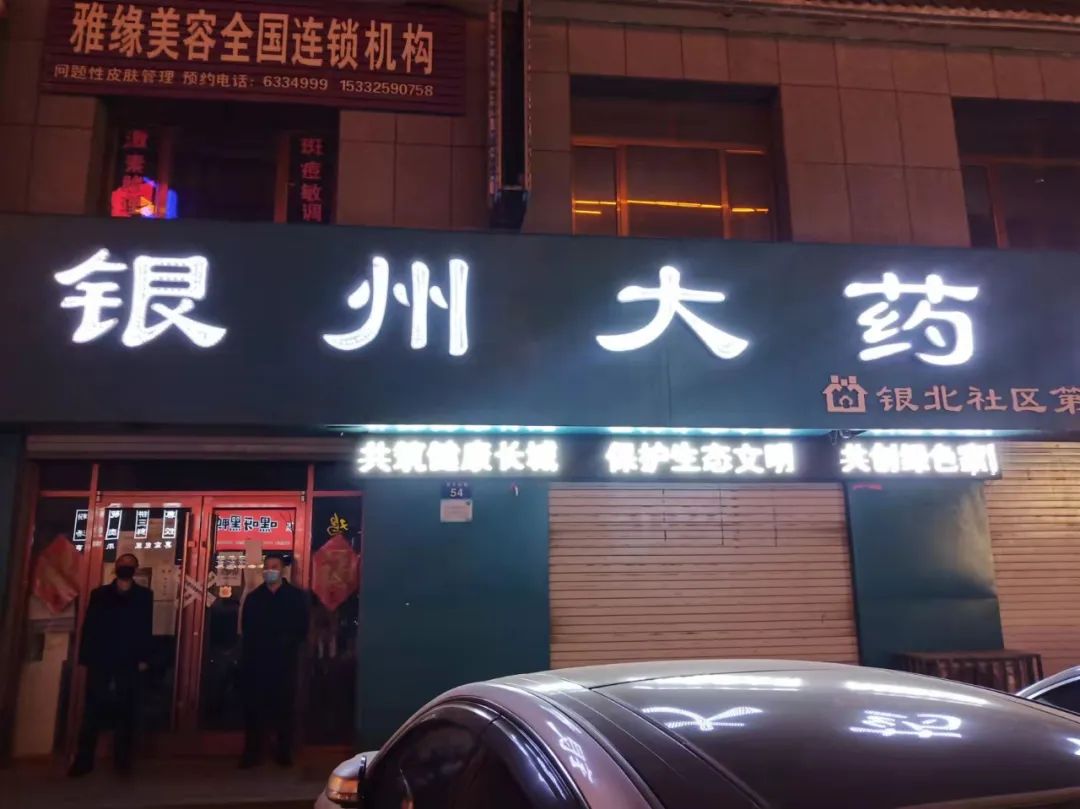 雅缘美容全国连锁机构
问题性皮肤管理 预约电话：6334999 15332590758
斑痘敏调
银州大药
银北社区第
共筑健康长城 保护生态文明 共创绿色家
54